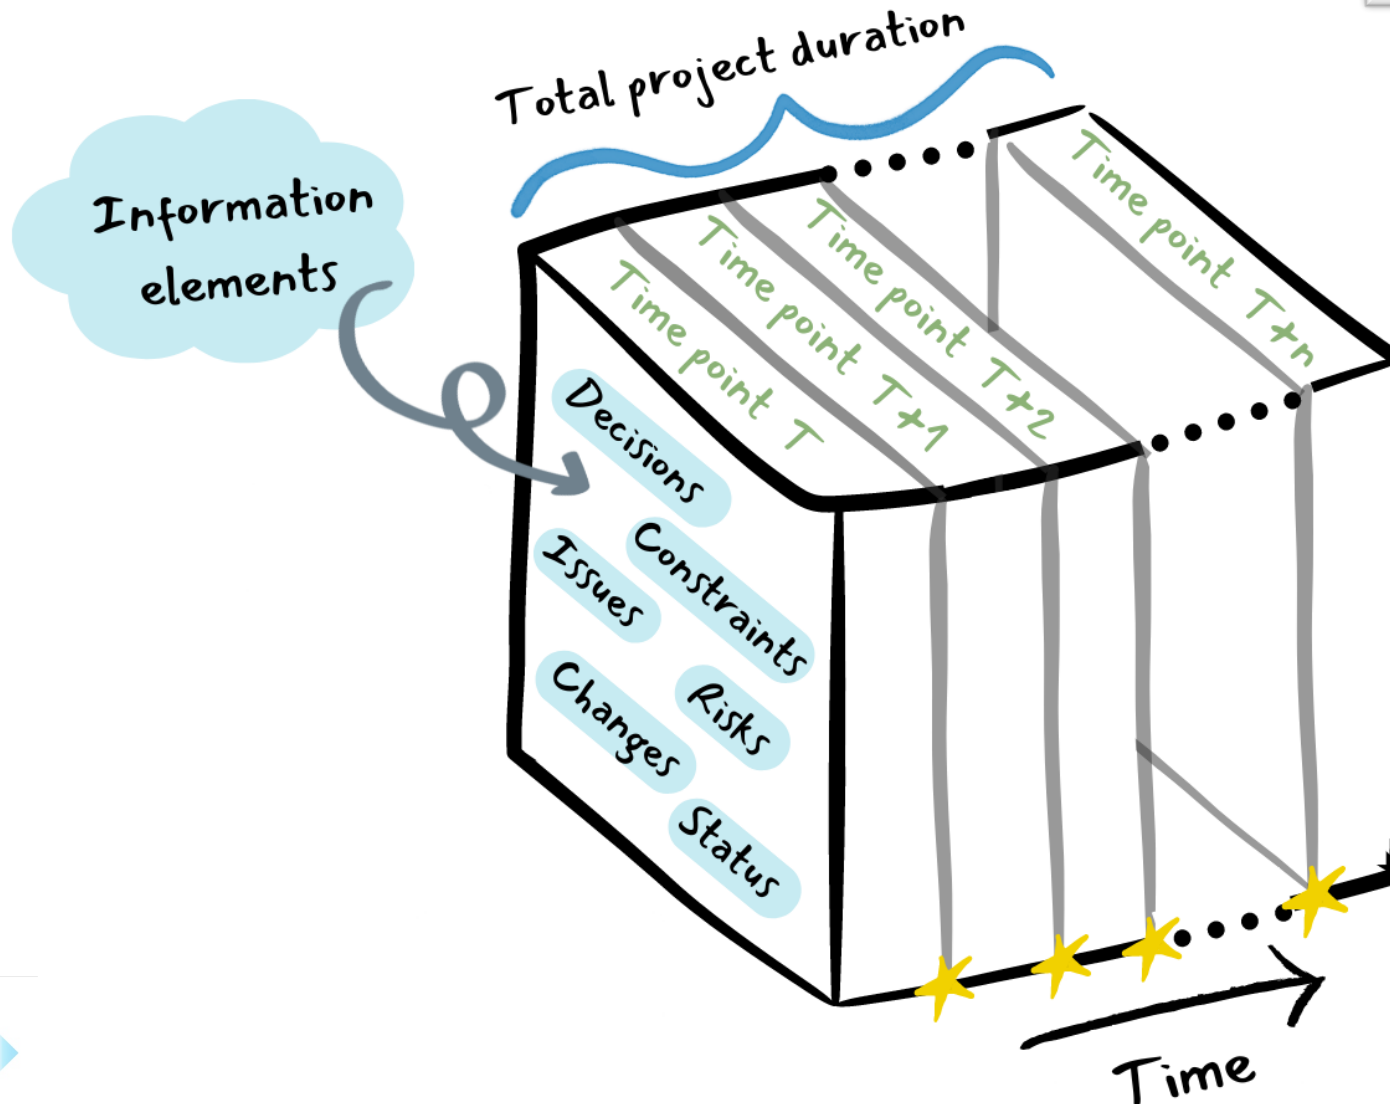 Total project duration
Information
elements
Time point T
Time point T+1
Time point T+2
Time point T+n
Decisions
Constraints
Issues
Changes
Risks
Status
Time